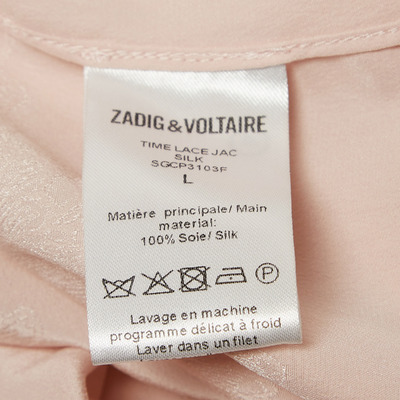 ZADIG&VOLTAIRE
TIME LACE JAC
SILK
SGCP3103F
L
Matière principale/ Main
material:
100% Soie/ Silk
P
Lavage en machine
programme délicat à froid
Laver dans un filet